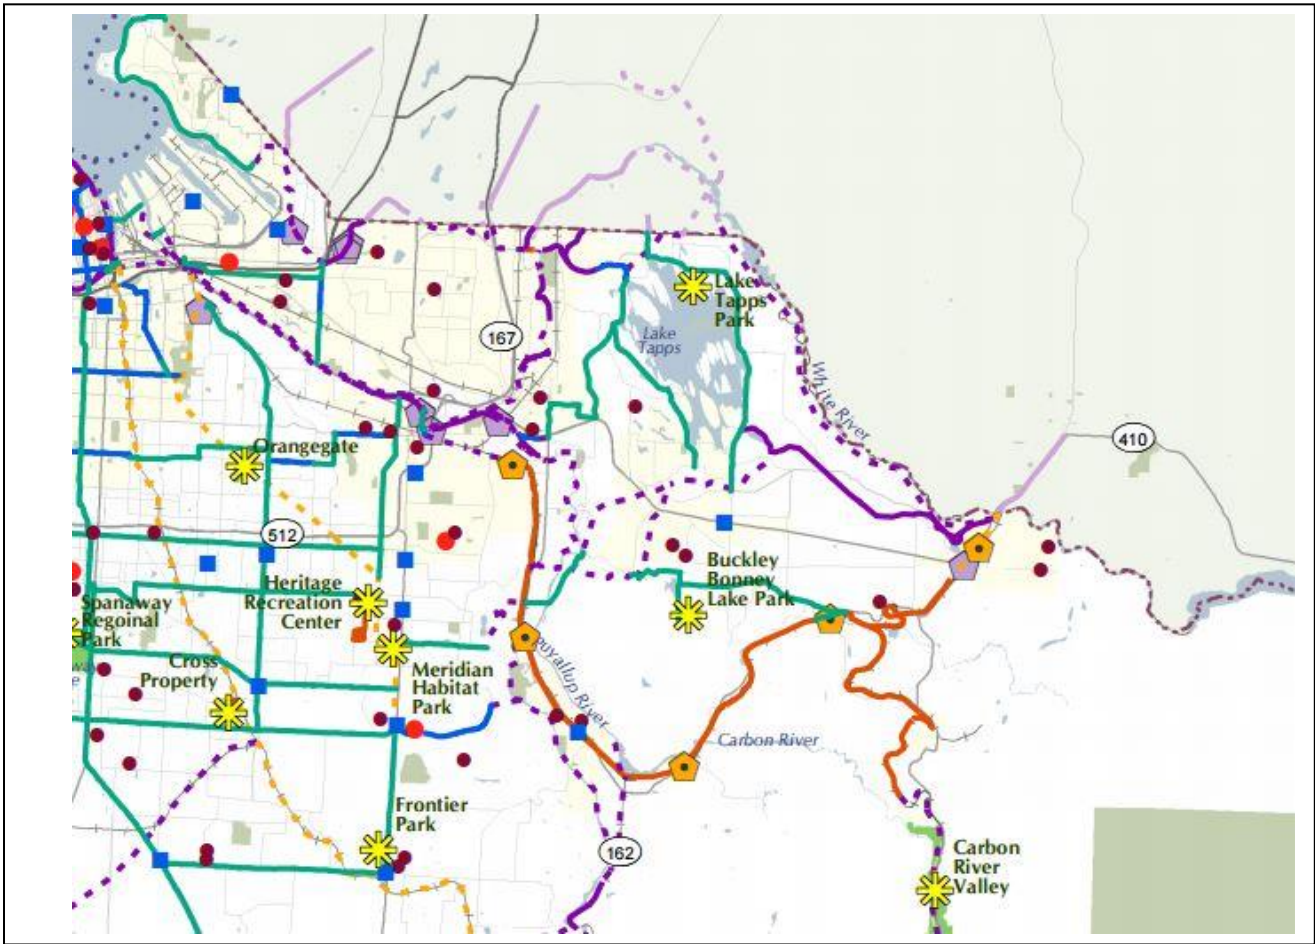 Lake
Tapps
Park
167
Lake
Tapps
White River
410
Orangegate
512
Heritage
Recreation
Center
Buckley
Bonney
Lake Park
Spanaway
Regoinal
Park
Cross
Property
Meridian
Habitat
Park
Puyallup River
Carbon River
Frontier
Park
162
Carbon
River
Valley